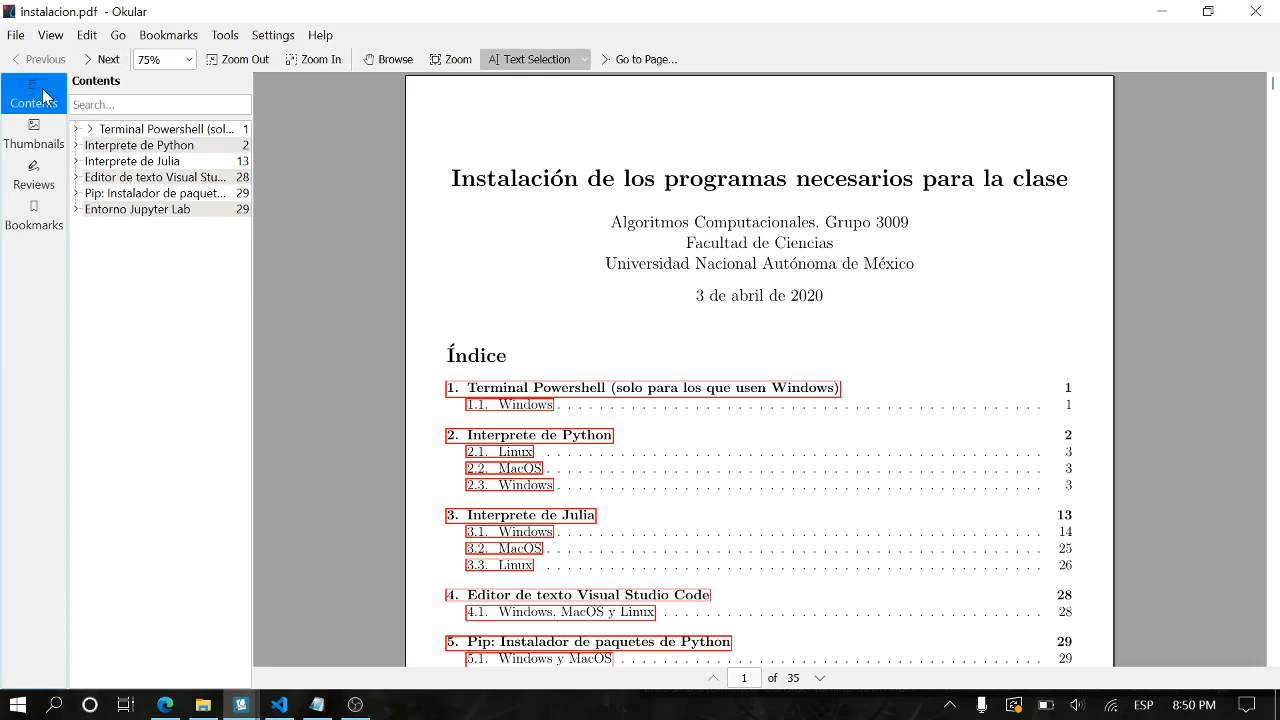 instalacion.pdf - Okular
File View Edit Go Bookmarks Tools Settings Help
Previous Next 75% Zoom Out Zoom In Browse Zoom Text Selection Go to Page...
Contents
Thumbnails
Reviews
Bookmarks
Contents
Search...
Terminal Powershell (sol... 1
Interprete de Python 2
Interprete de Julia 13
Editor de texto Visual Stu... 28
Pip: Instalador de paquet... 29
Entorno Jupyter Lab 29
Instalación de los programas necesarios para la clase
Algoritmos Computacionales. Grupo 3009
Facultad de Ciencias
Universidad Nacional Autónoma de México
3 de abril de 2020
Índice
1. Terminal Powershell (solo para los que usen Windows) 1
1.1. Windows . . . . . . . . . . . . . . . . . . . . . . . . . . . . . . . . . 1
2. Interprete de Python 2
2.1. Linux . . . . . . . . . . . . . . . . . . . . . . . . . . . . . . . . . . 3
2.2. MacOS . . . . . . . . . . . . . . . . . . . . . . . . . . . . . . . . . . 3
2.3. Windows . . . . . . . . . . . . . . . . . . . . . . . . . . . . . . . . . 3
3. Interprete de Julia 13
3.1. Windows . . . . . . . . . . . . . . . . . . . . . . . . . . . . . . . . . 14
3.2. MacOS . . . . . . . . . . . . . . . . . . . . . . . . . . . . . . . . . . 25
3.3. Linux . . . . . . . . . . . . . . . . . . . . . . . . . . . . . . . . . . 26
4. Editor de texto Visual Studio Code 28
4.1. Windows, MacOS y Linux . . . . . . . . . . . . . . . . . . . . . . . . . . 28
5. Pip: Instalador de paquetes de Python 29
5.1. Windows y MacOS . . . . . . . . . . . . . . . . . . . . . . . . . . . . . 29
1 of 35
ESP 8:50 PM